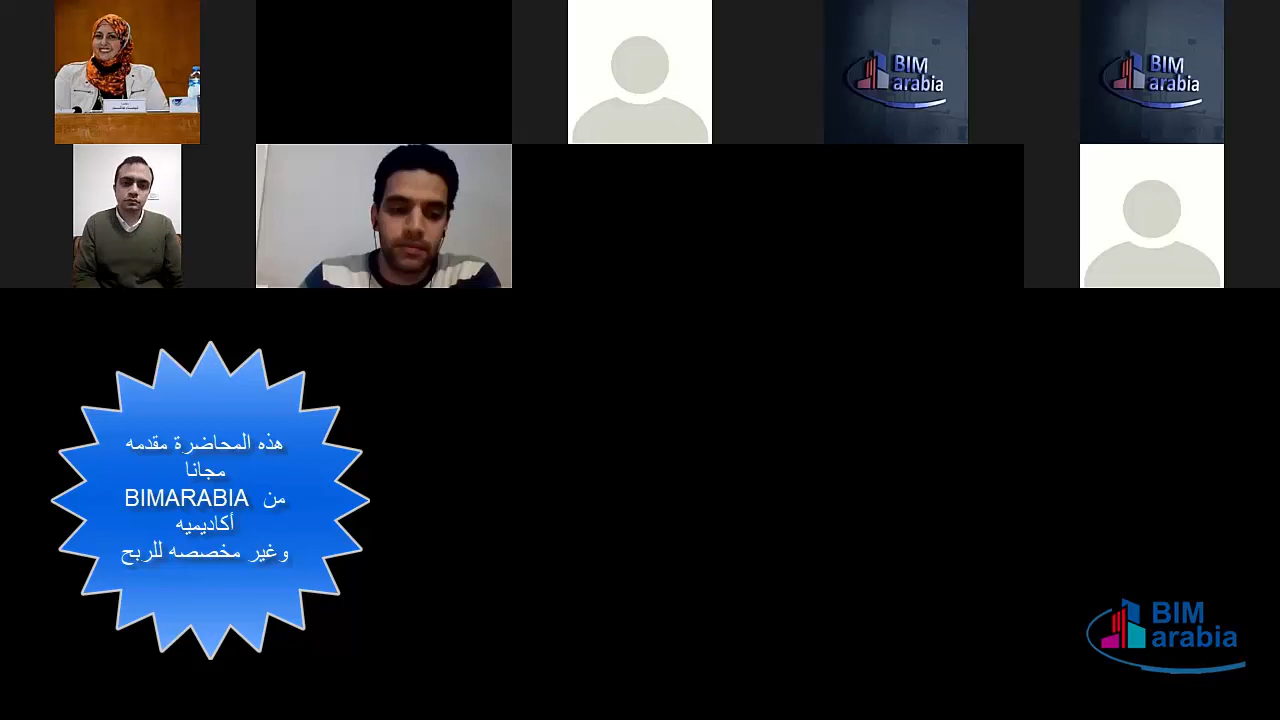 BIM
arabia
BIM
arabia
هذه المحاضرة مقدمه
مجانا
من BIMARABIA
أكاديميه
وغير مخصصه للربح
BIM
arabia